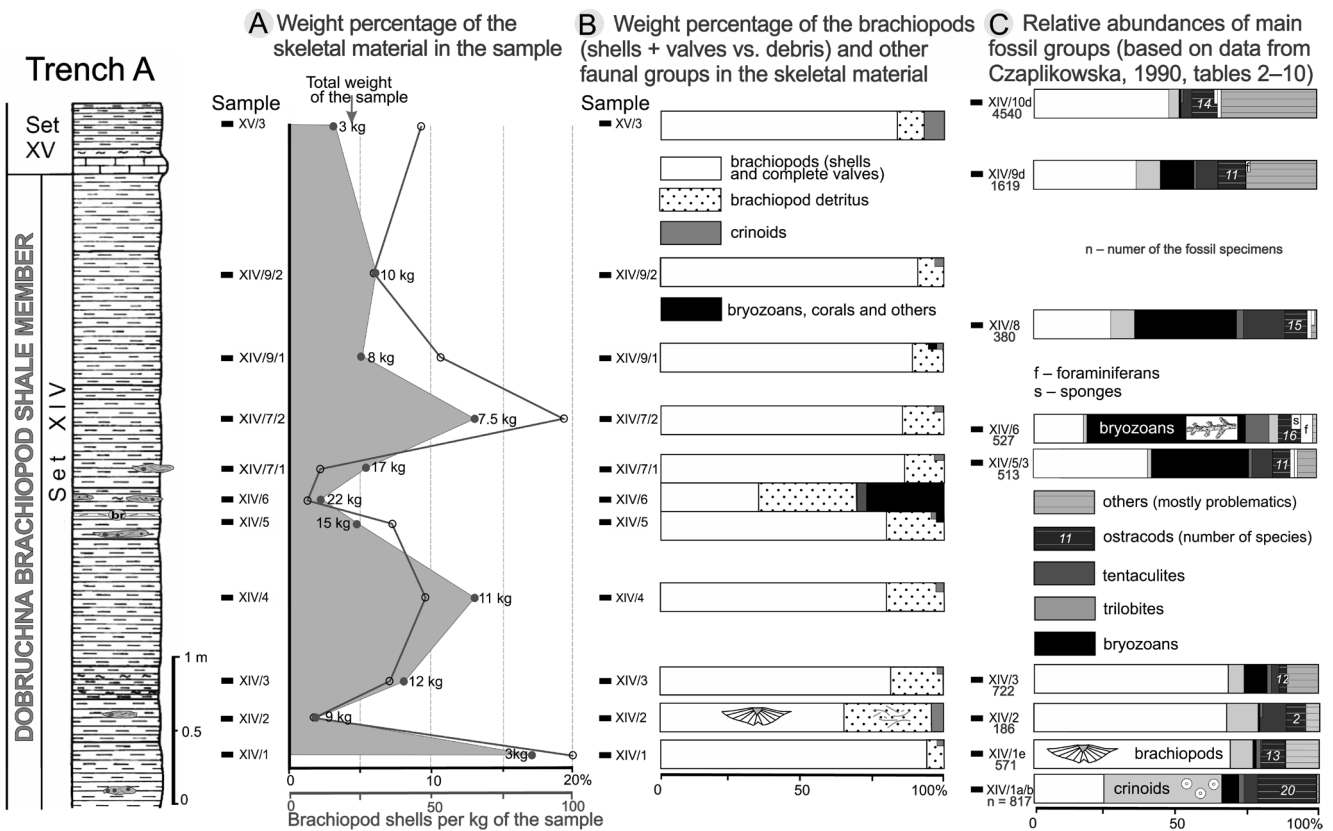 A Weight percentage of the
skeletal material in the sample
B Weight percentage of the brachiopods
(shells + valves vs. debris) and other
faunal groups in the skeletal material
C Relative abundances of main
fossil groups (based on data from
Czaplikowska, 1990, tables 2–10)
Trench A
Set
XV
Set XIV
DOBRUCHNA BRACHIOPOD SHALE MEMBER
br
1 m
0.5
0
Sample
Total weight
of the sample
XV/3
3 kg
XIV/9/2
10 kg
XIV/9/1
8 kg
XIV/7/2
7.5 kg
XIV/7/1
17 kg
XIV/6
22 kg
XIV/5
15 kg
XIV/4
11 kg
XIV/3
12 kg
XIV/2
9 kg
XIV/1
3kg
0 10 20%
0 50 100
Brachiopod shells per kg of the sample
Sample
XV/3
brachiopods (shells
and complete valves)
brachiopod detritus
crinoids
XIV/9/2
bryozoans, corals and others
XIV/9/1
XIV/7/2
XIV/7/1
XIV/6
XIV/5
XIV/4
XIV/3
XIV/2
XIV/1
0 50 100%
XIV/10d
4540
14
XIV/9d
1619
11
f
n – numer of the fossil specimens
XIV/8
380
15
f – foraminiferans
s – sponges
XIV/6
527
bryozoans
16
s
f
XIV/5/3
513
11
others (mostly problematics)
11 ostracods (number of species)
tentaculites
trilobites
bryozoans
XIV/3
722
12
XIV/2
186
2
XIV/1e
571
brachiopods
13
XIV/1a/b
n = 817
crinoids
20
0 50 100%